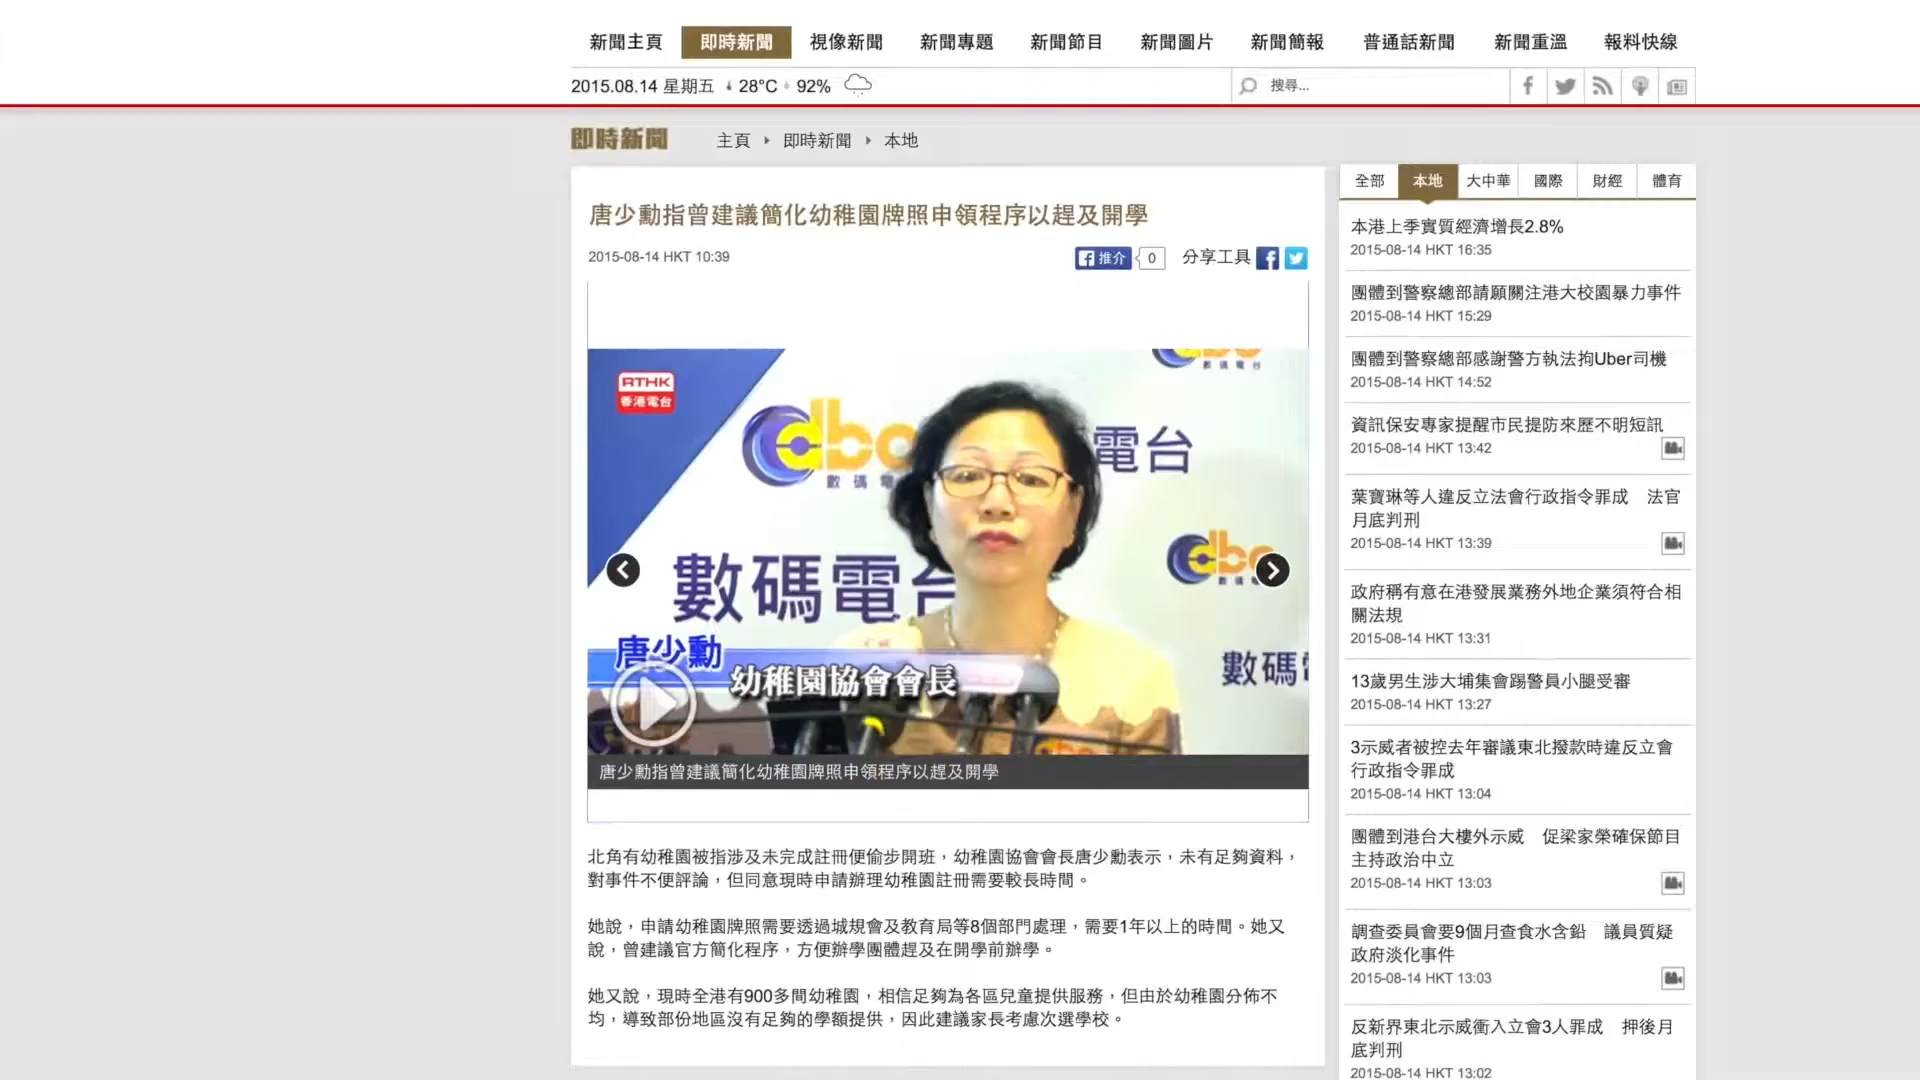 新聞主頁 即時新聞 視像新聞 新聞專題 新聞節目 新聞圖片 新聞簡報 普通話新聞 新聞重溫 報料快線
2015.08.14 星期五 28°C 92%
搜尋...
即時新聞 主頁 即時新聞 本地
唐少勳指曾建議簡化幼稚園牌照申領程序以趕及開學
2015-08-14 HKT 10:39
推介 0 分享工具
RTHK
香港電台
dbc
數碼電台
dbc
數碼電
電台
dbc
數碼電
數碼電台
數碼電
唐少勳
幼稚園協會會長
唐少勳指曾建議簡化幼稚園牌照申領程序以趕及開學
北角有幼稚園被指涉及未完成註冊便偷步開班，幼稚園協會會長唐少勳表示，未有足夠資料，
對事件不便評論，但同意現時申請辦理幼稚園註冊需要較長時間。
她說，申請幼稚園牌照需要透過城規會及教育局等8個部門處理，需要1年以上的時間。她又
說，曾建議官方簡化程序，方便辦學團體趕及在開學前辦學。
她又說，現時全港有900多間幼稚園，相信足夠為各區兒童提供服務，但由於幼稚園分佈不
均，導致部份地區沒有足夠的學額提供，因此建議家長考慮次選學校。
全部 本地 大中華 國際 財經 體育
本港上季實質經濟增長2.8%
2015-08-14 HKT 16:35
團體到警察總部請願關注港大校園暴力事件
2015-08-14 HKT 15:29
團體到警察總部感謝警方執法拘Uber司機
2015-08-14 HKT 14:52
資訊保安專家提醒市民提防來歷不明短訊
2015-08-14 HKT 13:42
葉寶琳等人違反立法會行政指令罪成　法官
月底判刑
2015-08-14 HKT 13:39
政府稱有意在港發展業務外地企業須符合相
關法規
2015-08-14 HKT 13:31
13歲男生涉大埔集會踢警員小腿受審
2015-08-14 HKT 13:27
3示威者被控去年審議東北撥款時違反立會
行政指令罪成
2015-08-14 HKT 13:04
團體到港台大樓外示威　促梁家榮確保節目
主持政治中立
2015-08-14 HKT 13:03
調查委員會要9個月查食水含鉛　議員質疑
政府淡化事件
2015-08-14 HKT 13:03
反新界東北示威衝入立會3人罪成　押後月
底判刑
2015-08-14 HKT 13:02